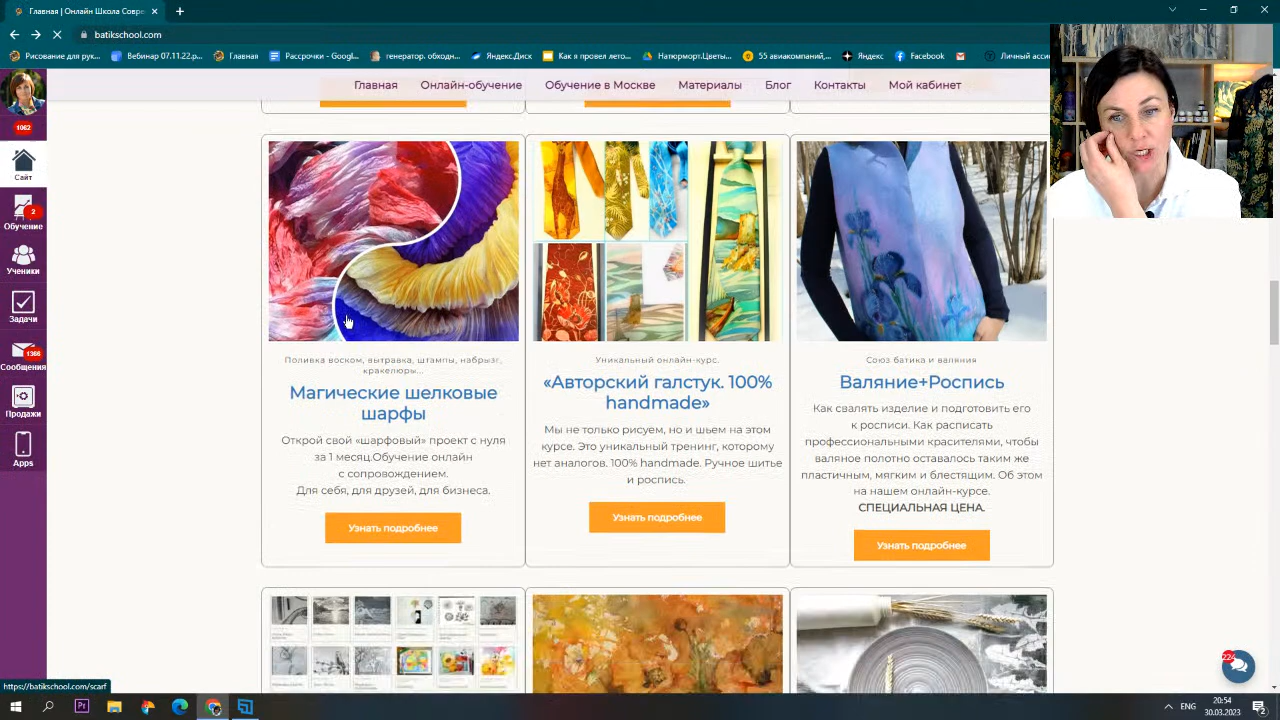 Главная | Онлайн Школа Совре
batikschool.com
Рисование для рук...
Вебинар 07.11.22.р...
Главная
Рассрочки - Googl...
генератор. обходн...
Яндекс.Диск
Как я провел лето...
Натюрморт.Цветы...
55 авиакомпаний,...
Яндекс
Facebook
Личный асси
Главная
Онлайн-обучение
Обучение в Москве
Материалы
Блог
Контакты
Мой кабинет
1062
Сайт
2
Обучение
Ученики
Задачи
1366
Сообщения
Продажи
Apps
Поливка воском, вытравка, штампы, набрызг,
кракелюры...
Магические шелковые
шарфы
Открой свой «шарфовый» проект с нуля
за 1 месяц.Обучение онлайн
с сопровождением.
Для себя, для друзей, для бизнеса.
Узнать подробнее
Уникальный онлайн-курс.
«Авторский галстук. 100%
handmade»
Мы не только рисуем, но и шьем на этом
курсе. Это уникальный тренинг, которому
нет аналогов. 100% handmade. Ручное шитье
и роспись.
Узнать подробнее
Союз батика и валяния
Валяние+Роспись
Как свалять изделие и подготовить его
к росписи. Как расписать
профессиональными красителями, чтобы
валяное полотно оставалось таким же
пластичным, мягким и блестящим. Об этом
на нашем онлайн-курсе.
СПЕЦИАЛЬНАЯ ЦЕНА.
Узнать подробнее
224
https://batikschool.com/scarf
Pr
ENG
20:54
30.03.2023
2